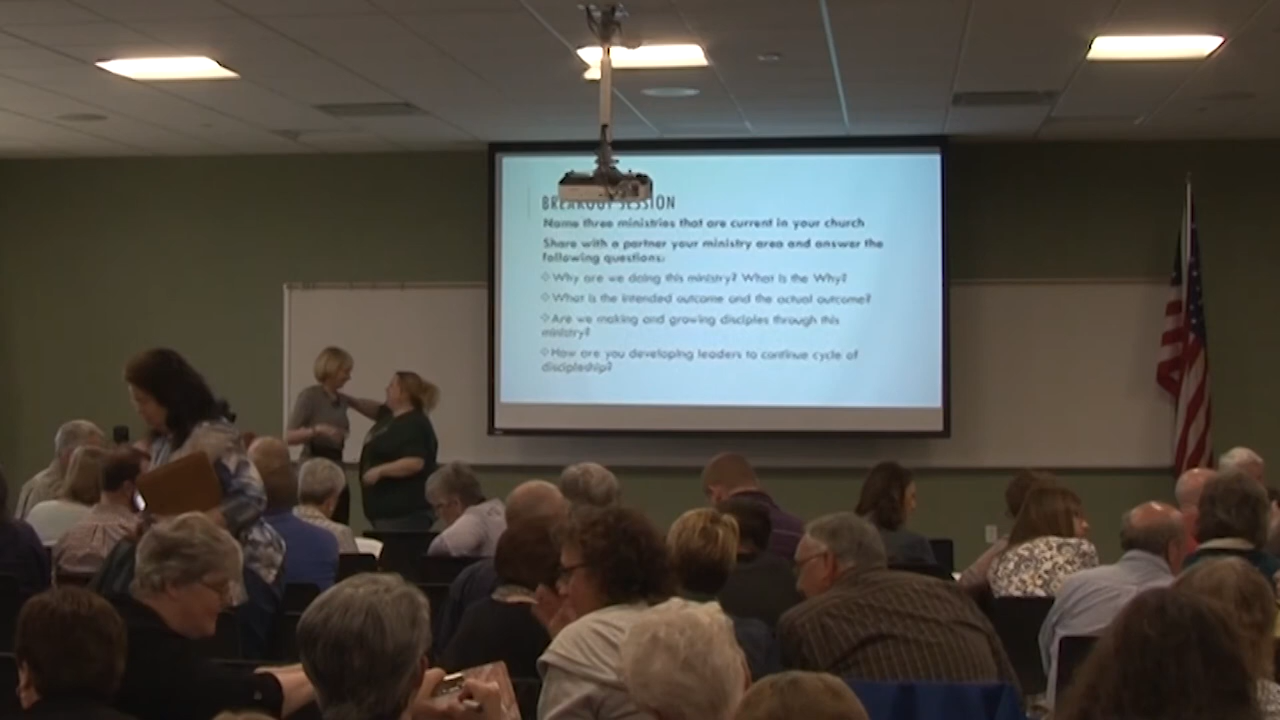 BREAKOUT SESSION
Name three ministries that are current in your church
Share with a partner your ministry area and answer the
following questions:
Why are we doing this ministry? What is the Why?
What is the intended outcome and the actual outcome?
Are we making and growing disciples through this
ministry?
How are you developing leaders to continue cycle of
discipleship?